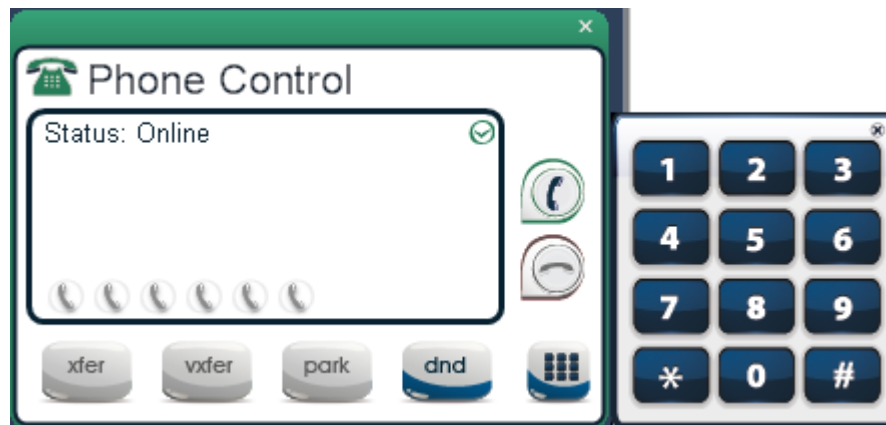 Phone Control
Status: Online
xfer vxfer park dnd
1 2 3
4 5 6
7 8 9
* 0 #